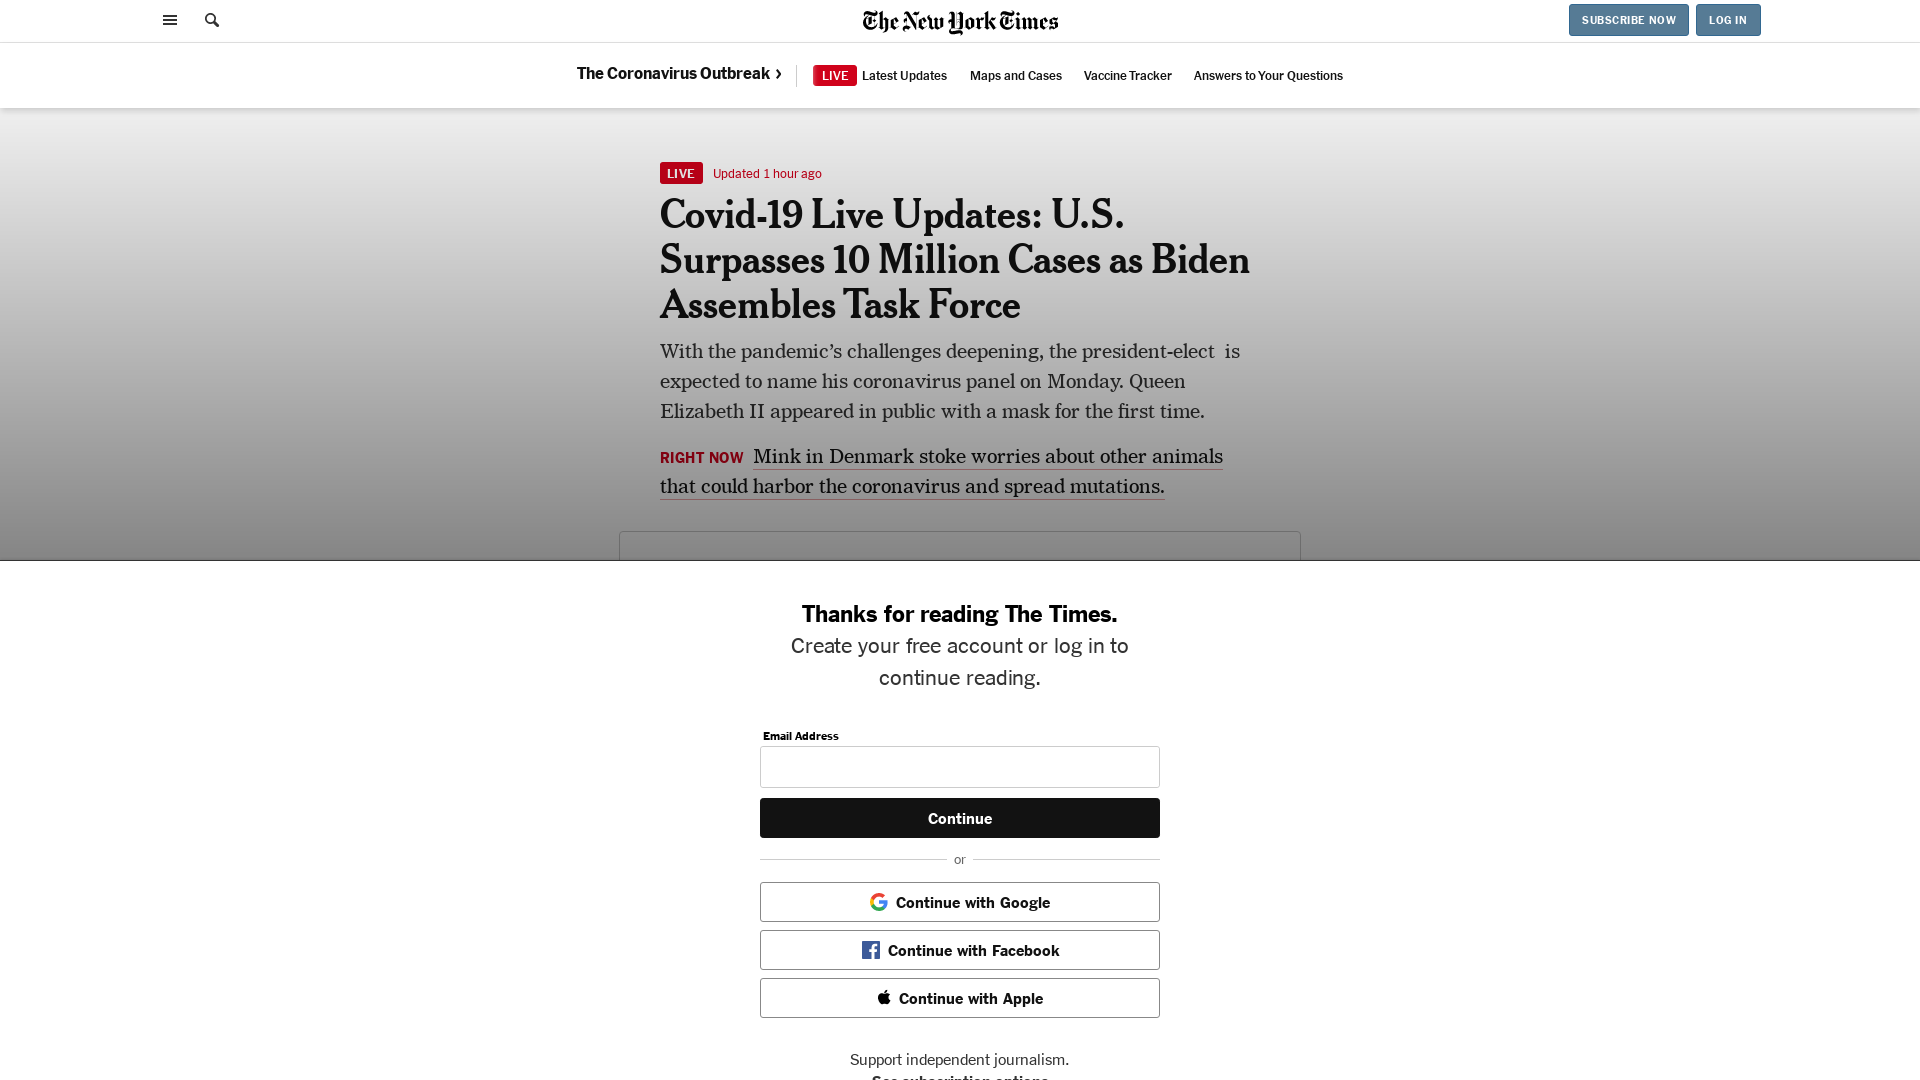 The New York Times
SUBSCRIBE NOW
LOG IN
The Coronavirus Outbreak ›
LIVE Latest Updates
Maps and Cases
Vaccine Tracker
Answers to Your Questions
LIVE Updated 1 hour ago
Covid-19 Live Updates: U.S.
Surpasses 10 Million Cases as Biden
Assembles Task Force
With the pandemic’s challenges deepening, the president-elect is
expected to name his coronavirus panel on Monday. Queen
Elizabeth II appeared in public with a mask for the first time.
RIGHT NOW Mink in Denmark stoke worries about other animals
that could harbor the coronavirus and spread mutations.
Thanks for reading The Times.
Create your free account or log in to
continue reading.
Email Address
Continue
or
Continue with Google
Continue with Facebook
Continue with Apple
Support independent journalism.
See subscription options